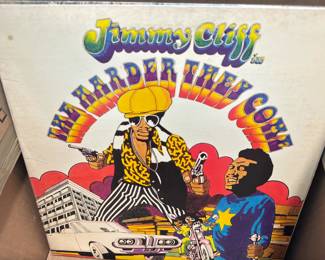 Jimmy Cliff
in
THE HARDER THEY COME